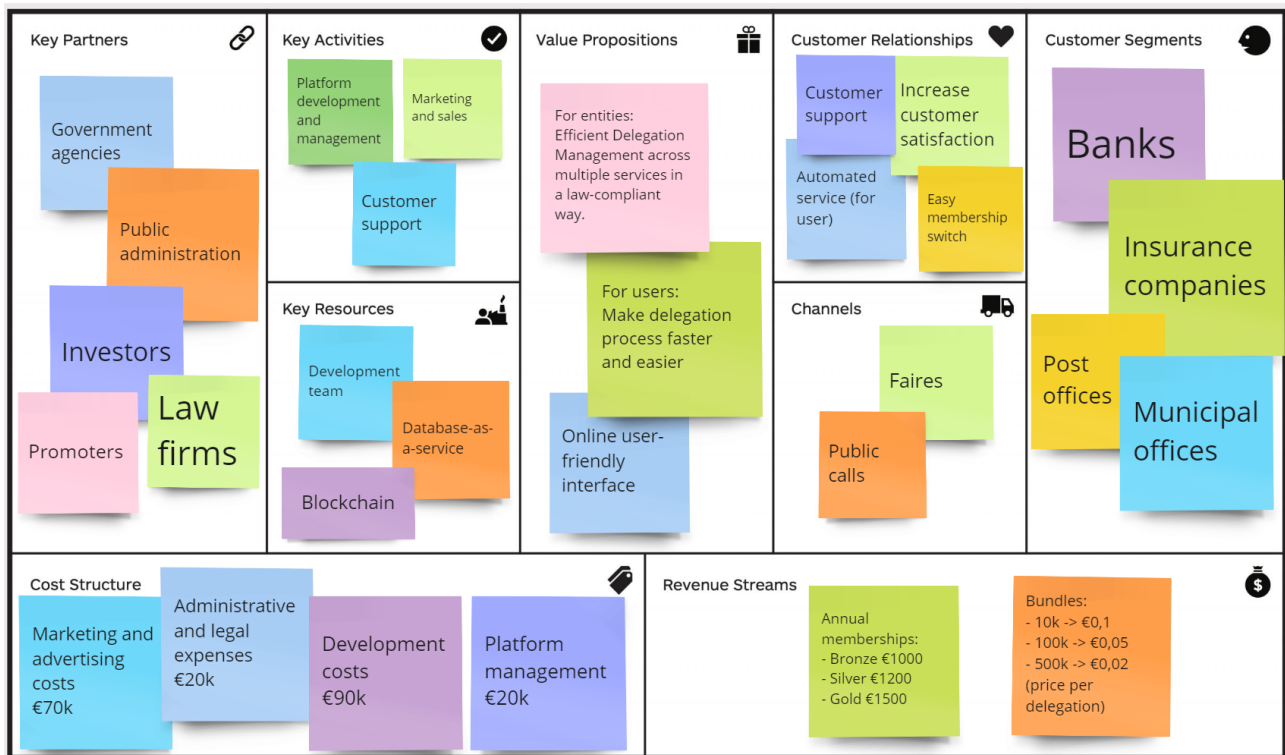 Key Partners
Government
agencies
Public
administration
Investors
Law
firms
Promoters
Key Activities
Platform
development
and
management
Marketing
and sales
Customer
support
Key Resources
Development
team
Database-as-
a-service
Blockchain
Value Propositions
For entities:
Efficient Delegation
Management across
multiple services in
a law-compliant
way.
For users:
Make delegation
process faster
and easier
Online user-
friendly
interface
Customer Relationships
Customer
support
Increase
customer
satisfaction
Automated
service (for
user)
Easy
membership
switch
Channels
Faires
Public
calls
Customer Segments
Banks
Insurance
companies
Post
offices
Municipal
offices
Cost Structure
Marketing and
advertising
costs
€70k
Administrative
and legal
expenses
€20k
Development
costs
€90k
Platform
management
€20k
Revenue Streams
$
Annual
memberships:
- Bronze €1000
- Silver €1200
- Gold €1500
Bundles:
- 10k -> €0,1
- 100k -> €0,05
- 500k -> €0,02
(price per
delegation)